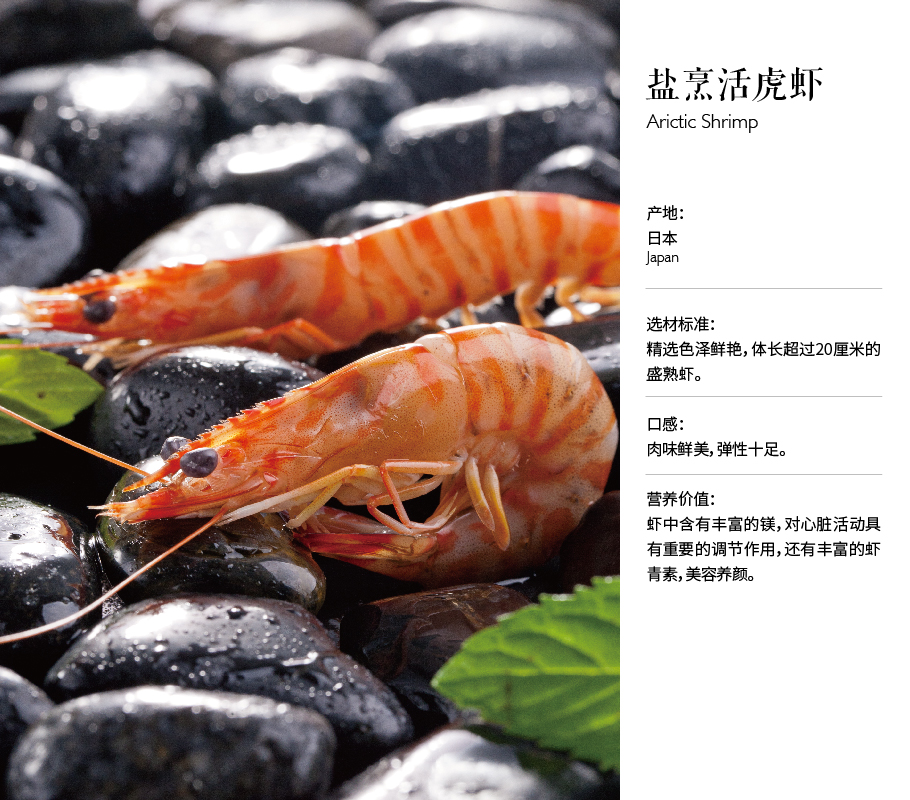 盐烹活虎虾
Arictic Shrimp
产地：
日本
Japan
选材标准：
精选色泽鲜艳，体长超过20厘米的
盛熟虾。
口感：
肉味鲜美，弹性十足。
营养价值：
虾中含有丰富的镁，对心脏活动具
有重要的调节作用，还有丰富的虾
青素，美容养颜。